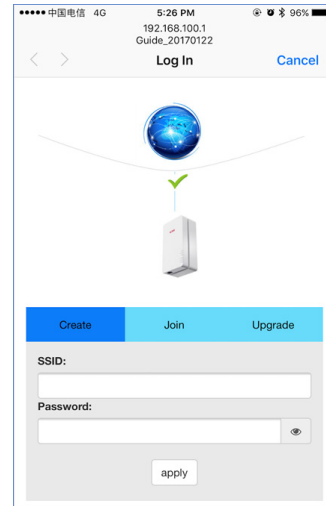 中国电信 4G 5:26 PM 96%
192.168.100.1
Guide_20170122
Log In Cancel
Create Join Upgrade
SSID:
Password:
apply